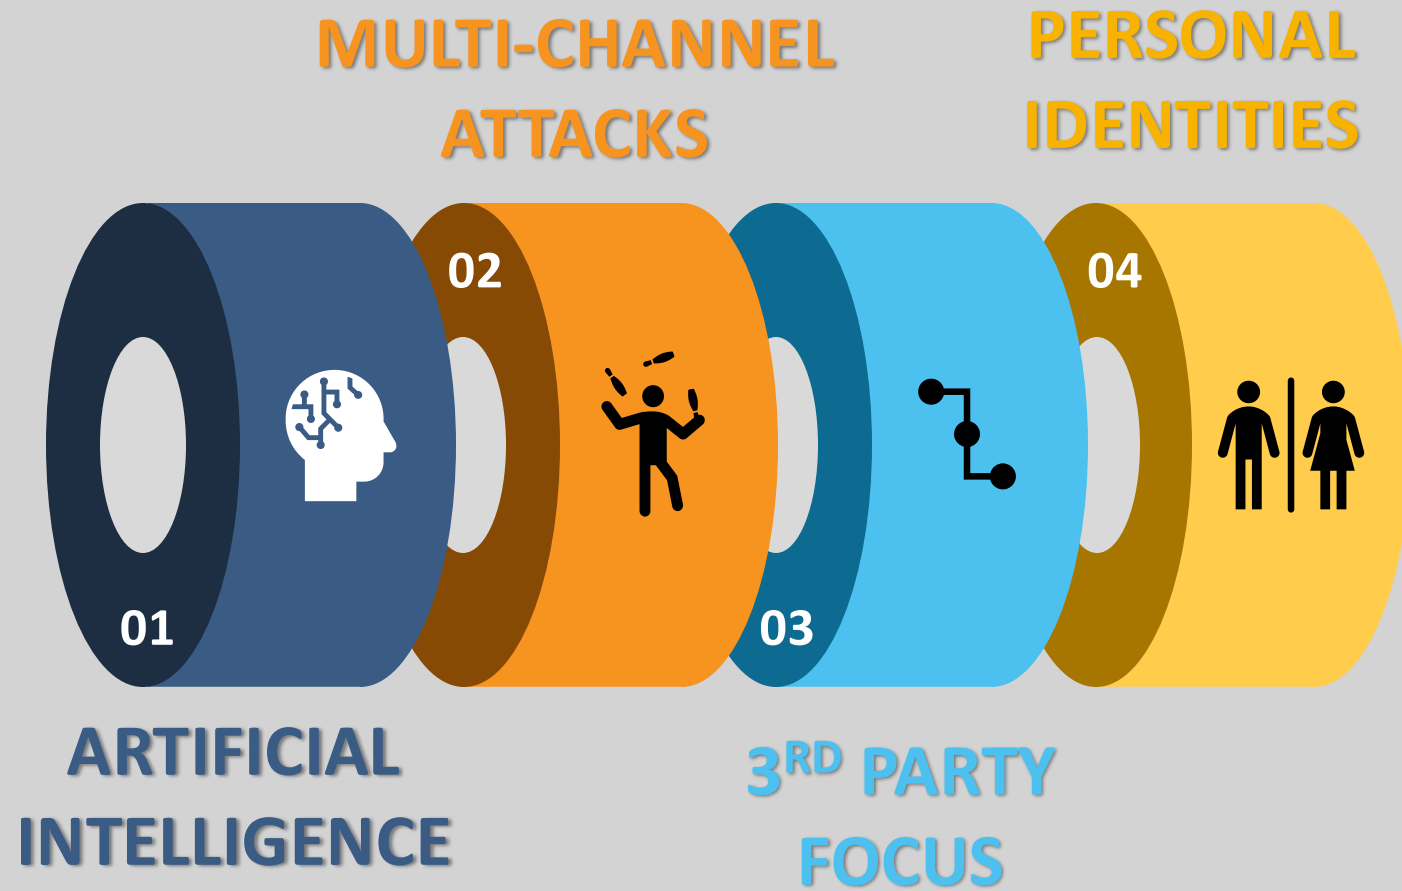 MULTI-CHANNEL
ATTACKS
PERSONAL
IDENTITIES
01
02
03
04
ARTIFICIAL
INTELLIGENCE
3RD PARTY
FOCUS